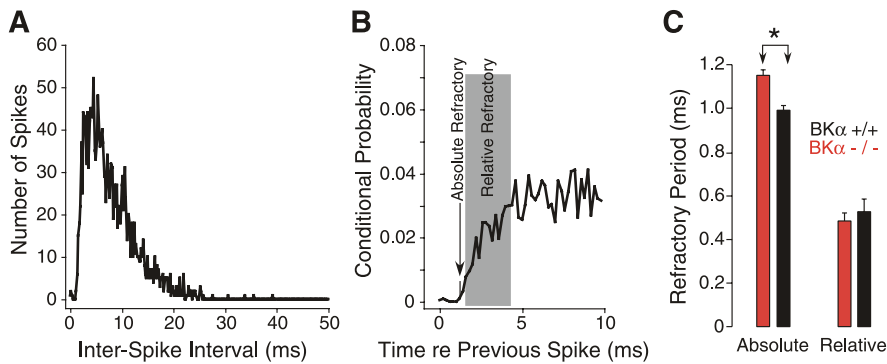 A
Number of Spikes
60
50
40
30
20
10
0
0 10 20 30 40 50
Inter-Spike Interval (ms)
B
Conditional Probability
0.08
0.06
0.04
0.02
0
Absolute Refractory
Relative Refractory
0 5 10
Time re Previous Spike (ms)
C
*
Refractory Period (ms)
1.2
1.0
0.8
0.6
0.4
0.2
0.0
BKα +/+
BKα - / -
Absolute Relative